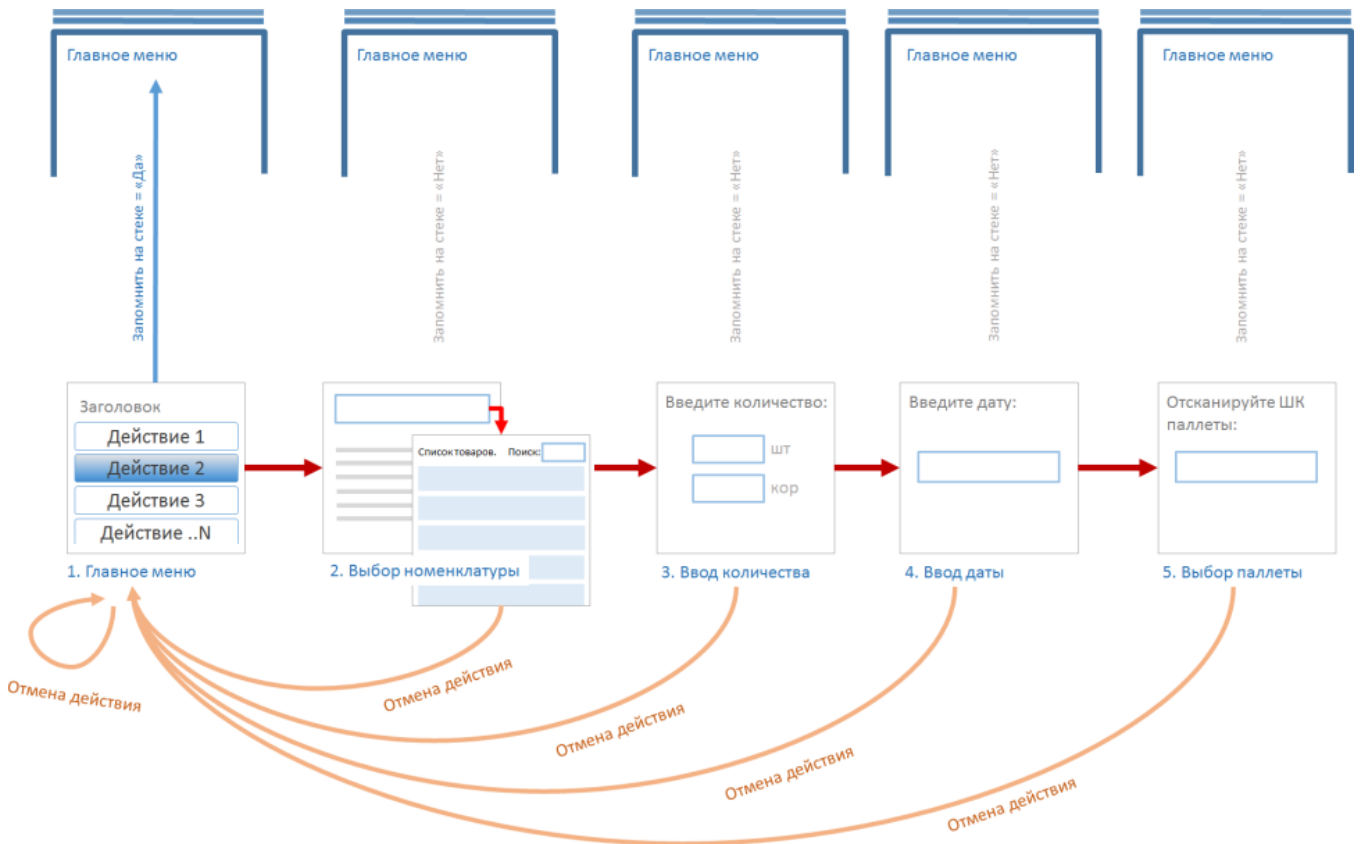 Главное меню
Главное меню
Главное меню
Главное меню
Главное меню
Запомнить на стеке = «Да»
Запомнить на стеке = «Нет»
Запомнить на стеке = «Нет»
Запомнить на стеке = «Нет»
Запомнить на стеке = «Нет»
Заголовок
Действие 1
Действие 2
Действие 3
Действие ..N
1. Главное меню
Список товаров. Поиск:
2. Выбор номенклатуры
Введите количество:
шт
кор
3. Ввод количества
Введите дату:
4. Ввод даты
Отсканируйте ШК
паллеты:
5. Выбор паллеты
Отмена действия
Отмена действия
Отмена действия
Отмена действия
Отмена действия